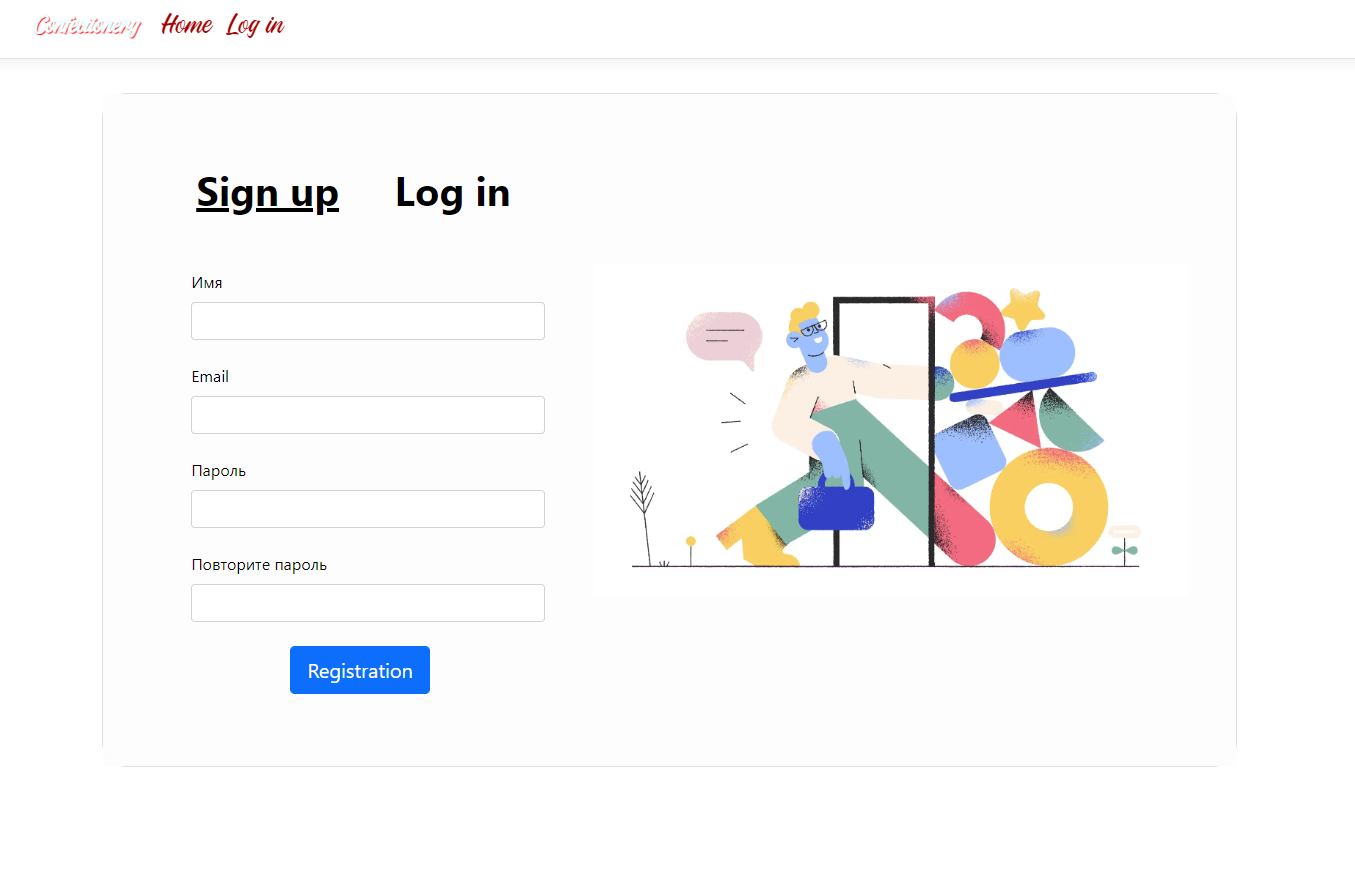 Confectionery Home Log in
Sign up Log in
Имя
Email
Пароль
Повторите пароль
Registration